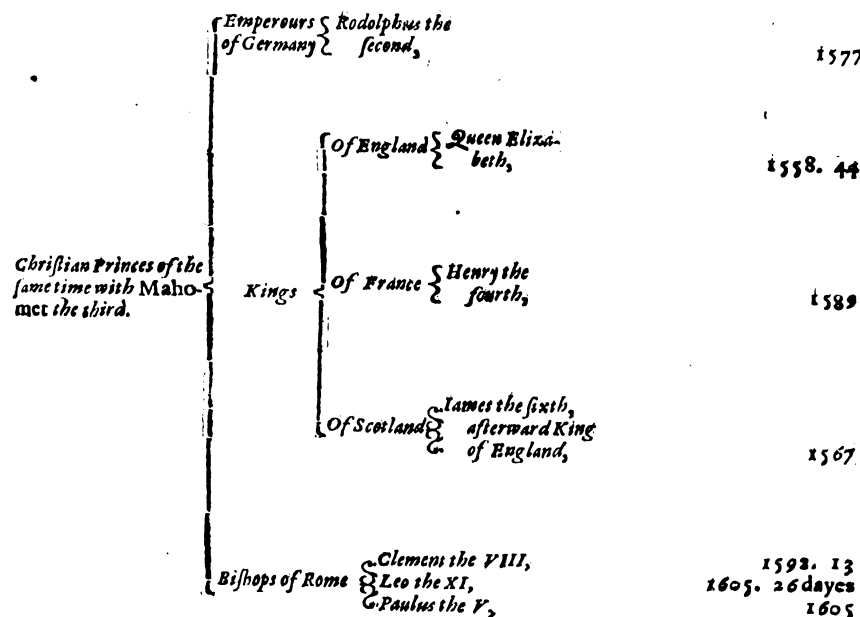 Emperours
of Germany
Rodolphus the
ſecond,
1577
Of England
Queen Eliza-
beth,
1558. 44
Chriſtian Princes of the
ſame time with Maho-
met the third.
Kings
Of France
Henry the
fourth,
1589
Of Scotland
Iames the ſixth,
afterward King
of England,
1567
Biſhops of Rome
Clement the VIII,
Leo the XI,
Paulus the V,
1592. 13
1605. 26 dayes
1605